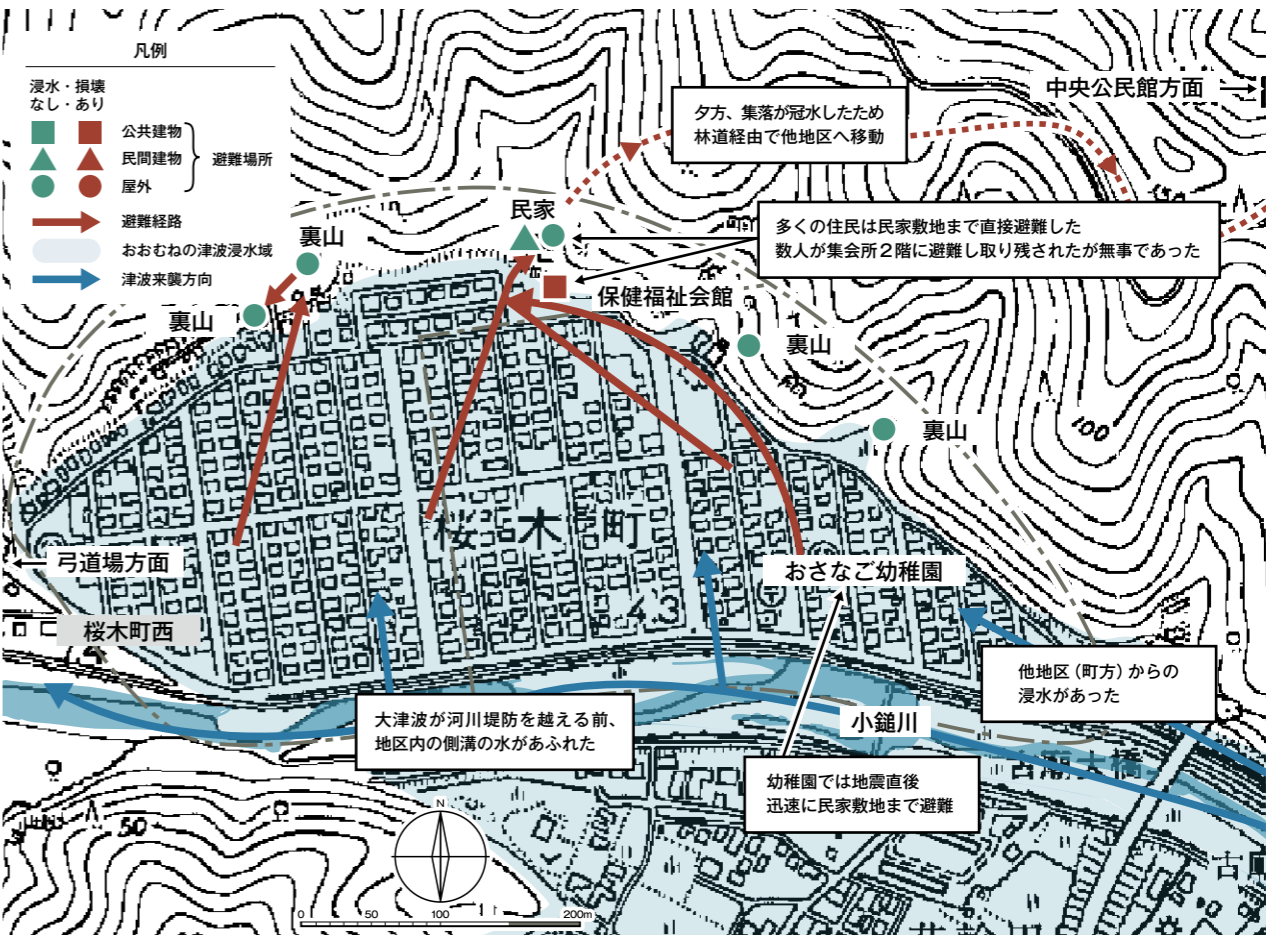 凡例
浸水・損壊
なし・あり
公共建物
民間建物
屋外
避難場所
避難経路
おおむねの津波浸水域
津波来襲方向
夕方、集落が冠水したため
林道経由で他地区へ移動
中央公民館方面
民家
裏山
多くの住民は民家敷地まで直接避難した
数人が集会所2階に避難し取り残されたが無事であった
保健福祉会館
裏山
裏山
裏山
100
桜木町
43
弓道場方面
おさなご幼稚園
桜木町西
他地区(町方)からの
浸水があった
大津波が河川堤防を越える前、
地区内の側溝の水があふれた
小鎚川
幼稚園では地震直後
迅速に民家敷地まで避難
N
50
0 50 100 200m